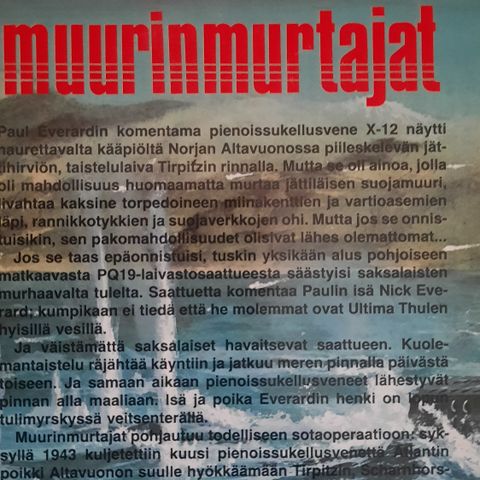 muurinmurtajat
Paul Everardin komentama pienoissukellusvene X-12 näytti
naurettavalta kääpiöltä Norjan Altavuonossa piileskelevän jät-
tihirviön, taistelulaiva Tirpitzin rinnalla. Mutta se oli ainoa, jolla
oli mahdollisuus huomaamatta murtaa jättiläisen suojamuuri,
livahtaa kaksine torpedoineen miinakenttien ja vartioasemien
läpi, rannikkotykkien ja suojaverkkojen ohi. Mutta jos se onnis-
tuisikin, sen pakomahdollisuudet olisivat lähes olemattomat...
Jos se taas epäonnistuisi, tuskin yksikään alus pohjoiseen
matkaavasta PQ19-laivastosaattueesta säästyisi saksalaisten
murhaavalta tulelta. Saattuetta komentaa Paulin isä Nick Eve-
rard; kumpikaan ei tiedä että he molemmat ovat Ultima Thulen
hyisillä vesillä.
Ja väistämättä saksalaiset havaitsevat saattueen. Kuole-
mantaistelu räjähtää käyntiin ja jatkuu meren pinnalla päivästä
toiseen. Ja samaan aikaan pienoissukellusveneet lähestyvät
pinnan alla maaliaan. Isä ja poika Everardin henki on lopun
tulimyrskyssä veitsenterällä.
Muurinmurtajat pohjautuu todelliseen sotaoperaatioon: syk-
syllä 1943 kuljetettiin kuusi pienoissukellusvenettä Atlantin
poikki Altavuonon suulle hyökkäämään Tirpitzin, Scharnhors-